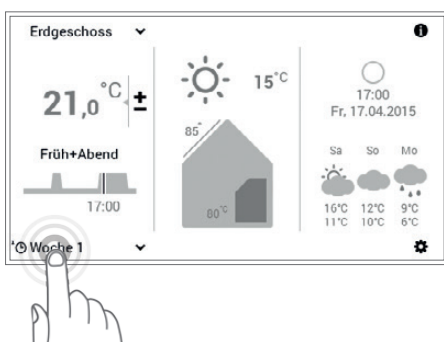 Erdgeschoss
21,0 °C ±
Früh+Abend
17:00
Woche 1
15°C
85°
80°C
17:00
Fr, 17.04.2015
Sa So Mo
16°C 12°C 9°C
11°C 10°C 6°C